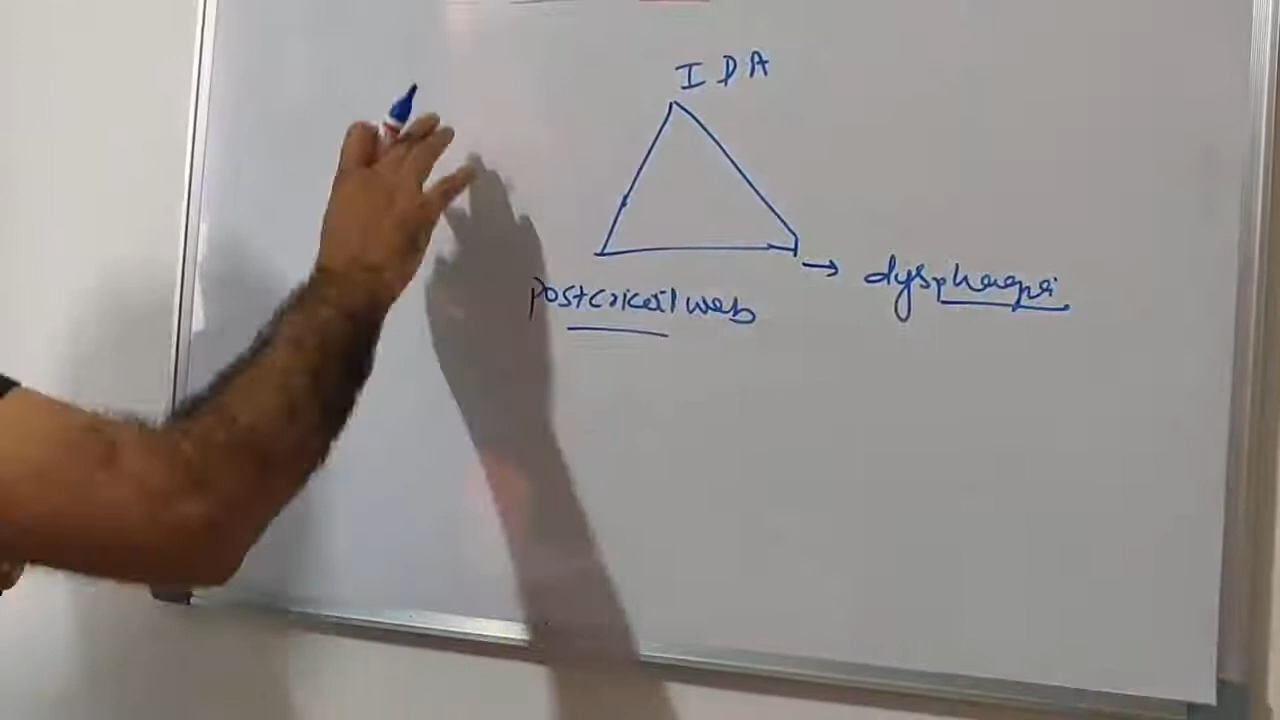 IDA
→ dysphagia
postcricoid web